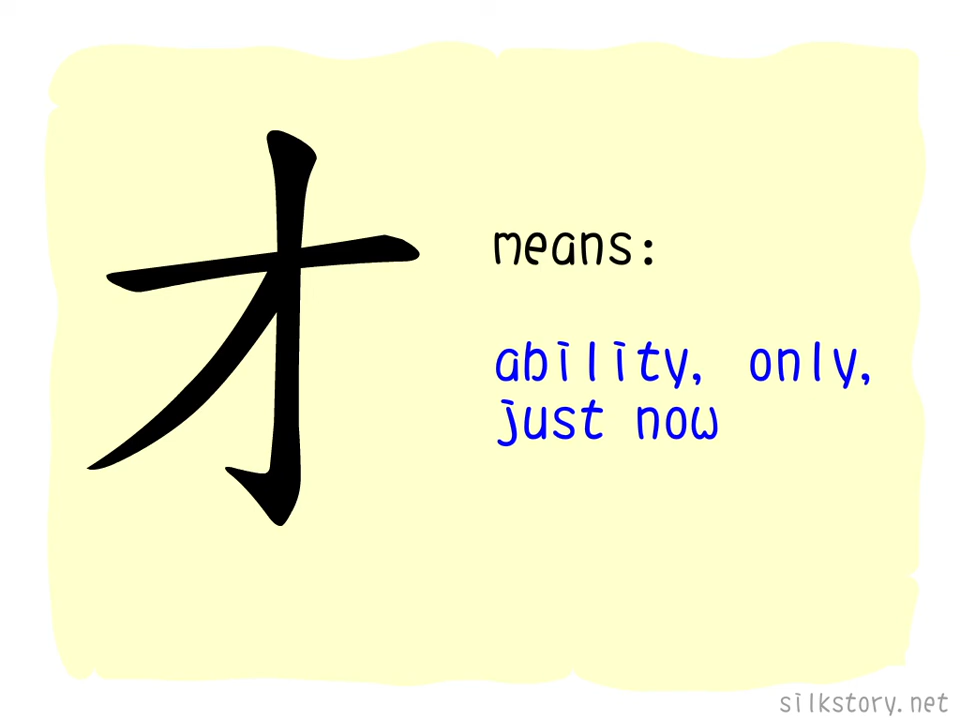 才
means:
ability, only,
just now
silkstory.net